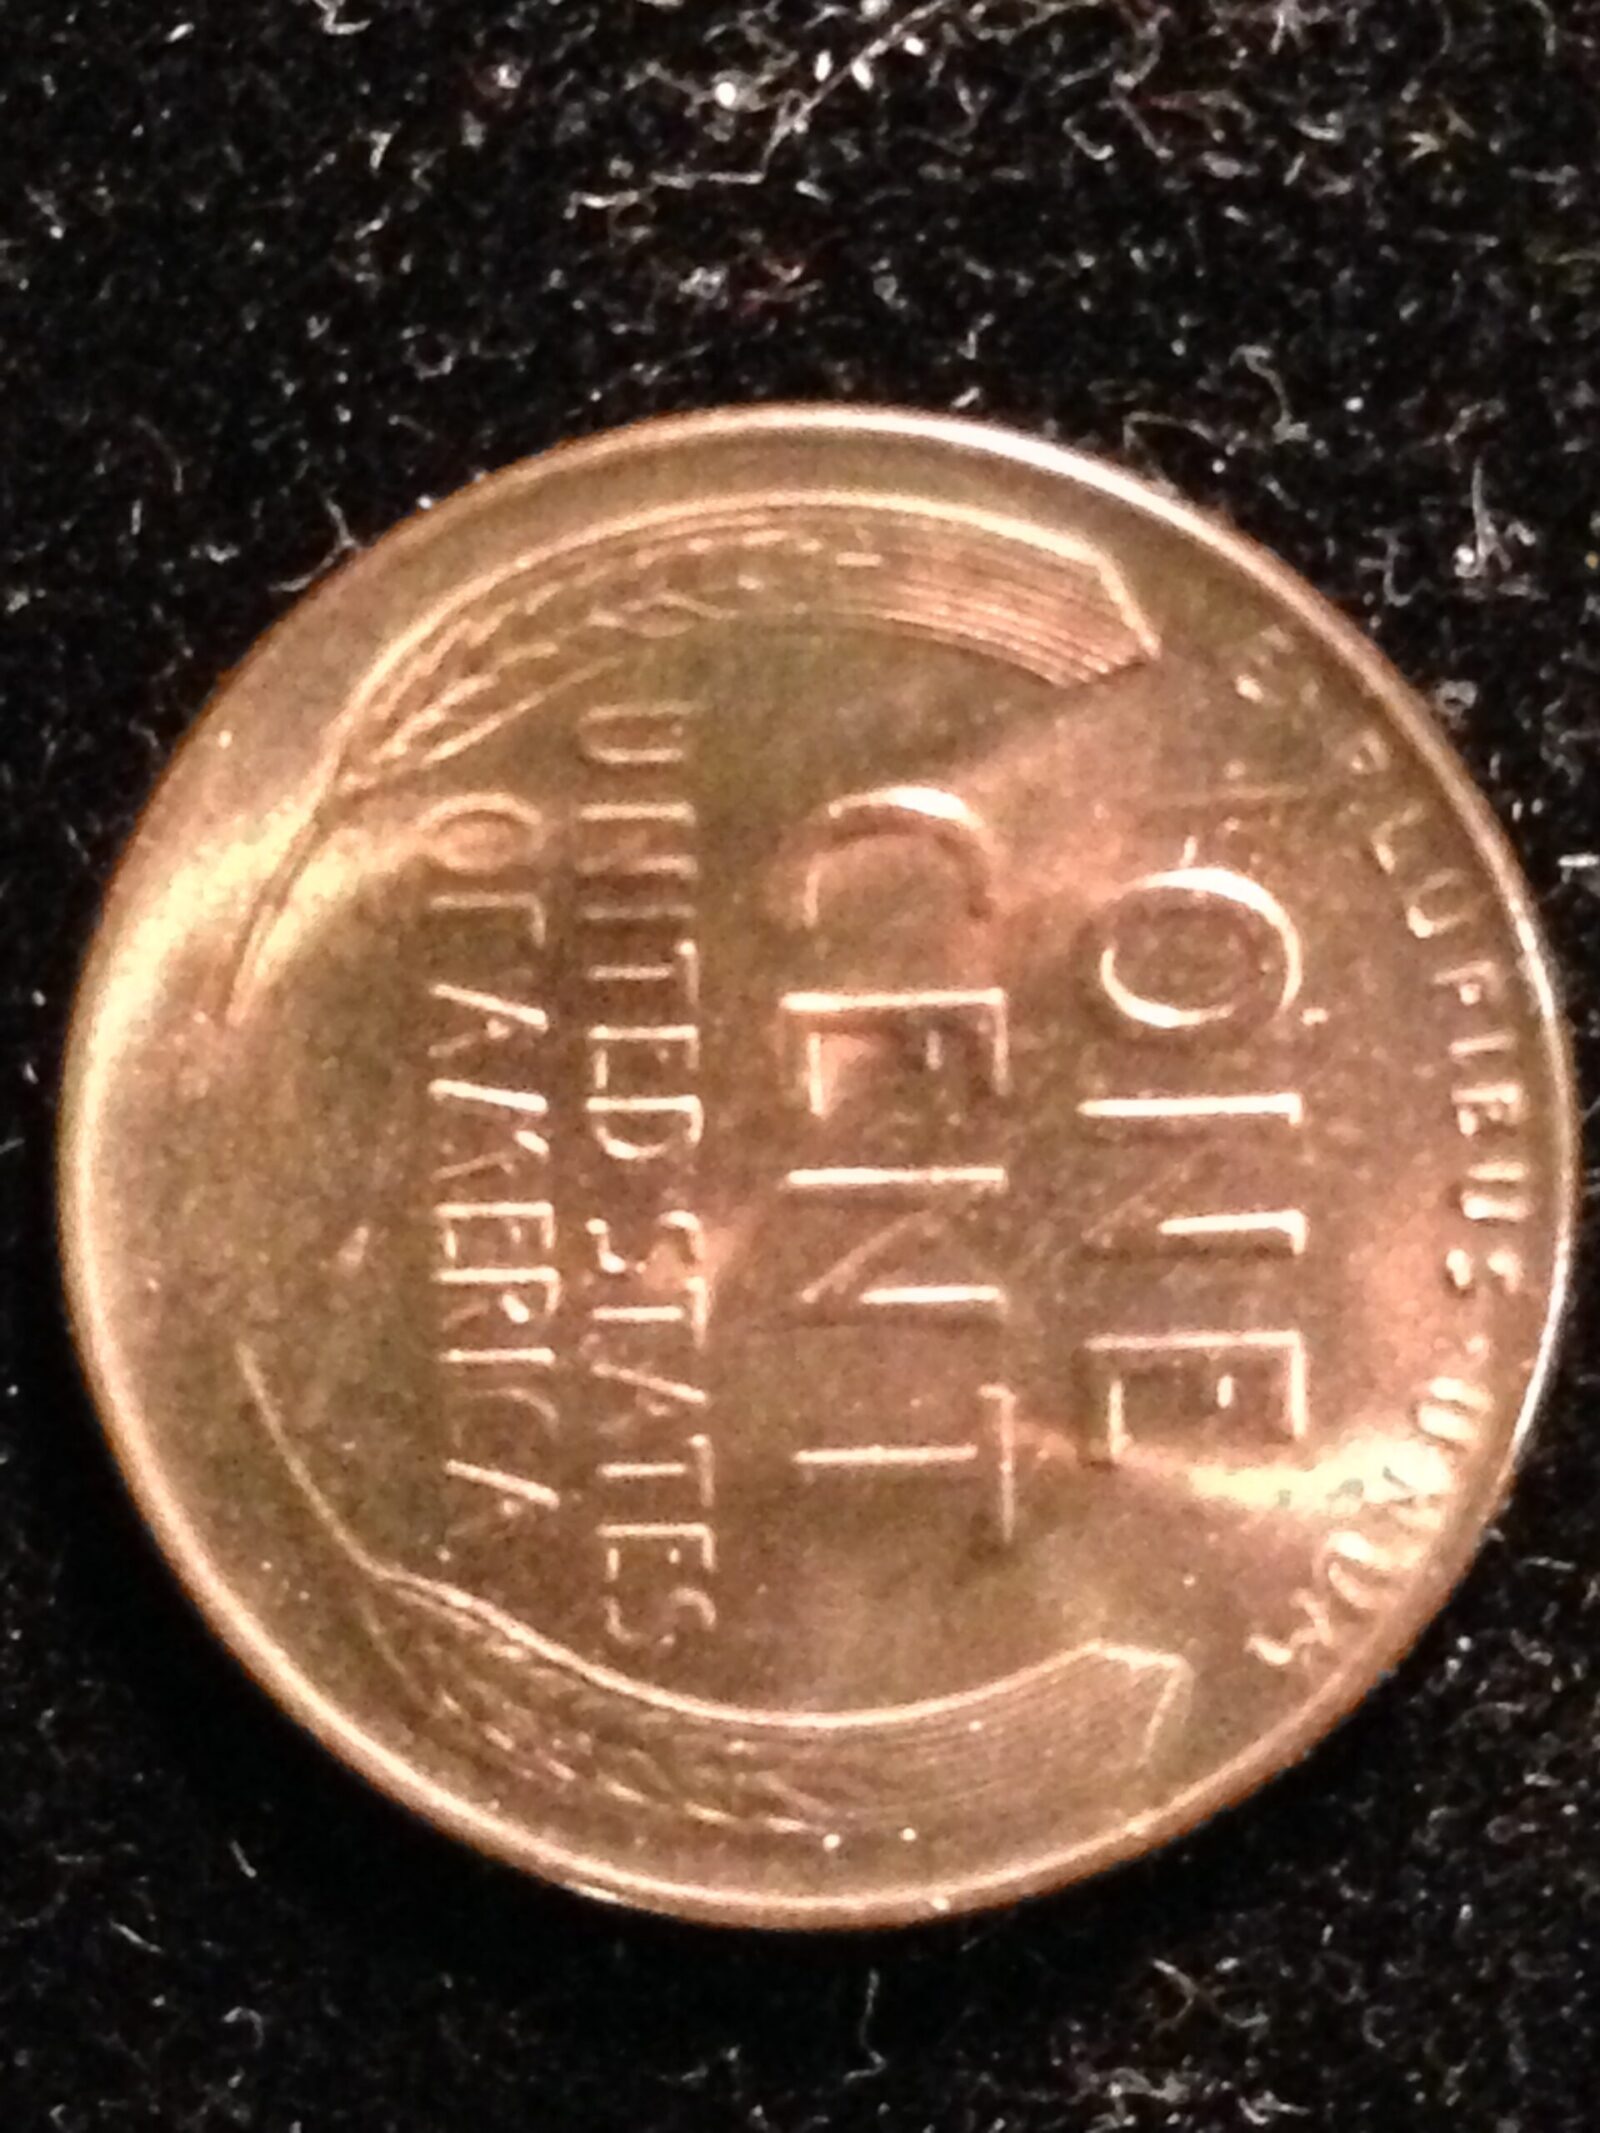 E·PLURIBUS·UNUM
ONE
CENT
UNITED STATES
OF AMERICA